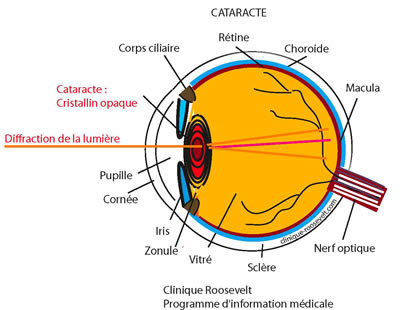 CATARACTE
Rétine
Corps ciliaire
Choroide
Cataracte :
Cristallin opaque
Macula
Diffraction de la lumière
Pupille
Cornée
Iris
Zonule
Vitré
Sclère
Nerf optique
clinique-roosevelt.com
Clinique Roosevelt
Programme d'information médicale